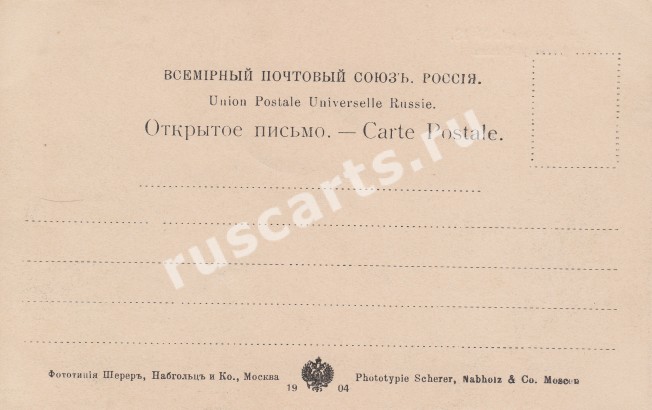 ВСЕМІРНЫЙ ПОЧТОВЫЙ СОЮЗЪ. РОССІЯ.
Union Postale Universelle Russie.
Открытое письмо. — Carte Postale.
ruscarts.ru
Фототипія Шереръ, Набгольцъ и Ко., Москва
Phototypie Scherer, Nabholz & Co. Moscou
19 04